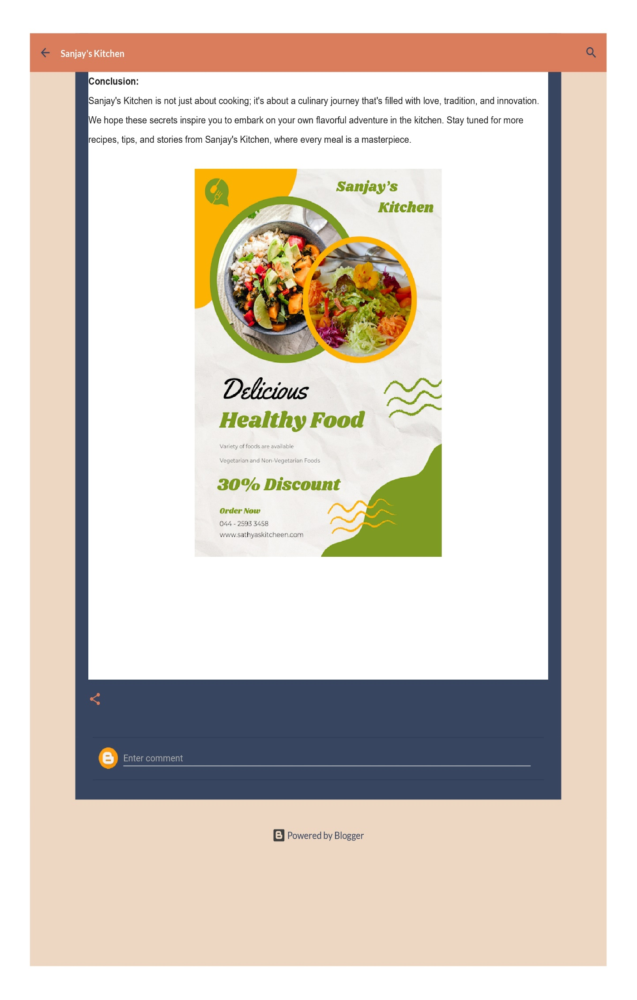 Sanjay's Kitchen
Conclusion:
Sanjay's Kitchen is not just about cooking; it's about a culinary journey that's filled with love, tradition, and innovation.
We hope these secrets inspire you to embark on your own flavorful adventure in the kitchen. Stay tuned for more
recipes, tips, and stories from Sanjay's Kitchen, where every meal is a masterpiece.
Sanjay's
Kitchen
Delicious
Healthy Food
Variety of foods are available
Vegetarian and Non-Vegetarian Foods
30% Discount
Order Now
044 - 2593 3458
www.sathyaskitcheen.com
Enter comment
Powered by Blogger